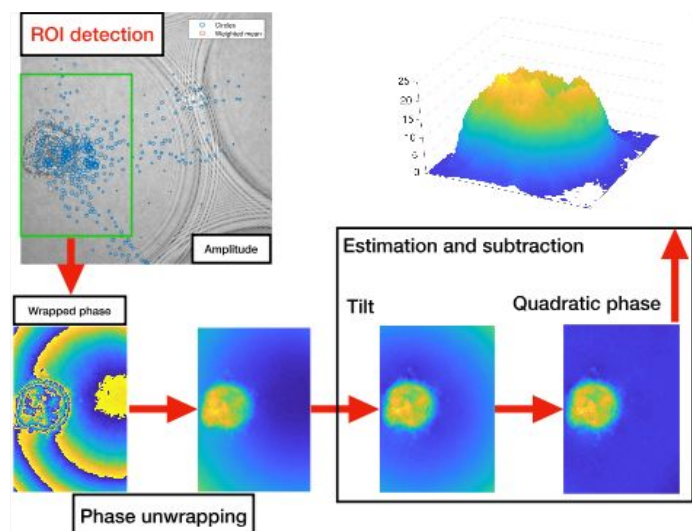 ROI detection
Circles
Weighted mean
Amplitude
25
20
15
10
5
0
Estimation and subtraction
Wrapped phase
Tilt
Quadratic phase
Phase unwrapping